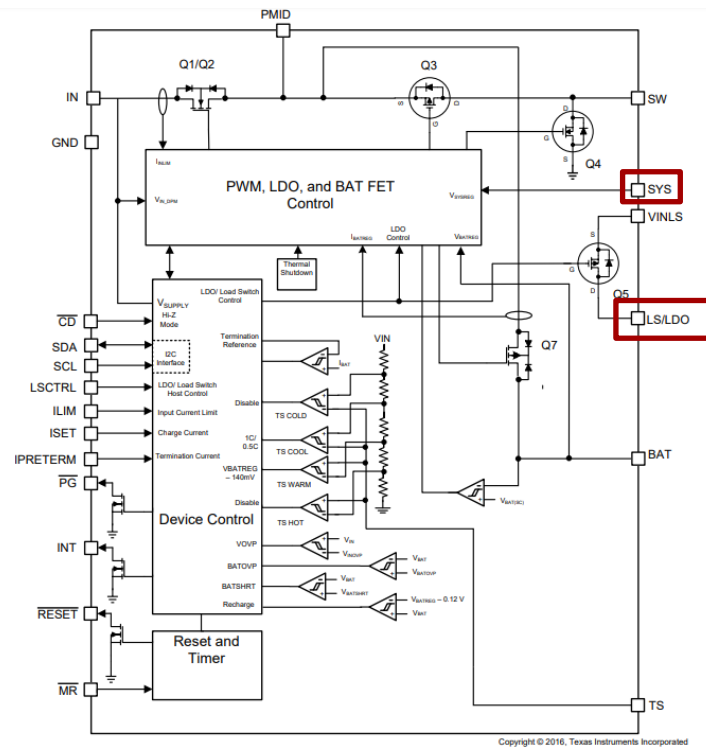 PMID
Q1/Q2
Q3
IN
S
D
SW
G
GND
D
G
S
Q4
I_INLIM
PWM, LDO, and BAT FET
Control
V_SYSREG
SYS
V_IN_DPM
VINLS
I_BATREG
LDO
Control
V_BATREG
S
G
D
Q5
Thermal
Shutdown
LDO/ Load Switch
Control
V_SUPPLY
Hi-Z
Mode
LS/LDO
CD
SDA
I2C
Interface
SCL
Termination
Reference
I_BAT
VIN
Q7
LSCTRL
LDO/ Load Switch
Host Control
Disable
TS COLD
ILIM
Input Current Limit
ISET
Charge Current
1C/
0.5C
TS COOL
IPRETERM
Termination Current
VBATREG
– 140mV
TS WARM
BAT
PG
Disable
TS HOT
V_BAT(SC)
Device Control
VOVP
V_IN
V_INOVP
INT
BATOVP
V_BAT
V_BATOVP
BATSHRT
V_BAT
V_BATSHRT
Recharge
V_BATREG – 0.12 V
V_BAT
RESET
Reset and
Timer
MR
TS
Copyright © 2016, Texas Instruments Incorporated